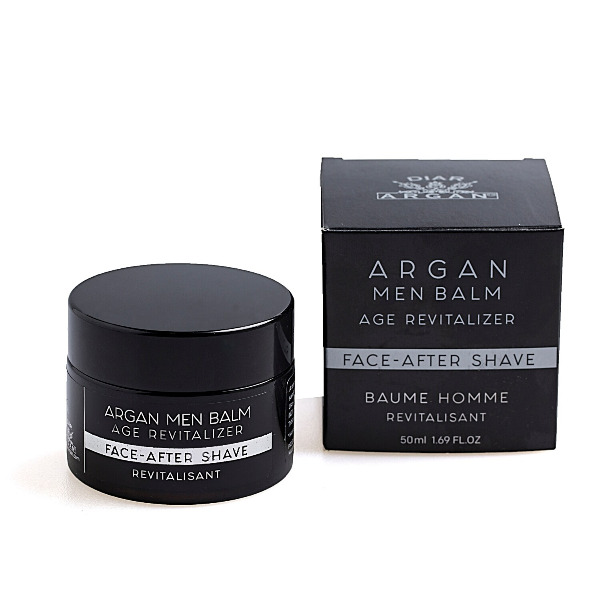 DIAR
ARGAN
ARGAN
MEN BALM
AGE REVITALIZER
FACE-AFTER SHAVE
BAUME HOMME
REVITALISANT
50ml 1.69 FL.OZ
ARGAN MEN BALM
AGE REVITALIZER
FACE-AFTER SHAVE
REVITALISANT